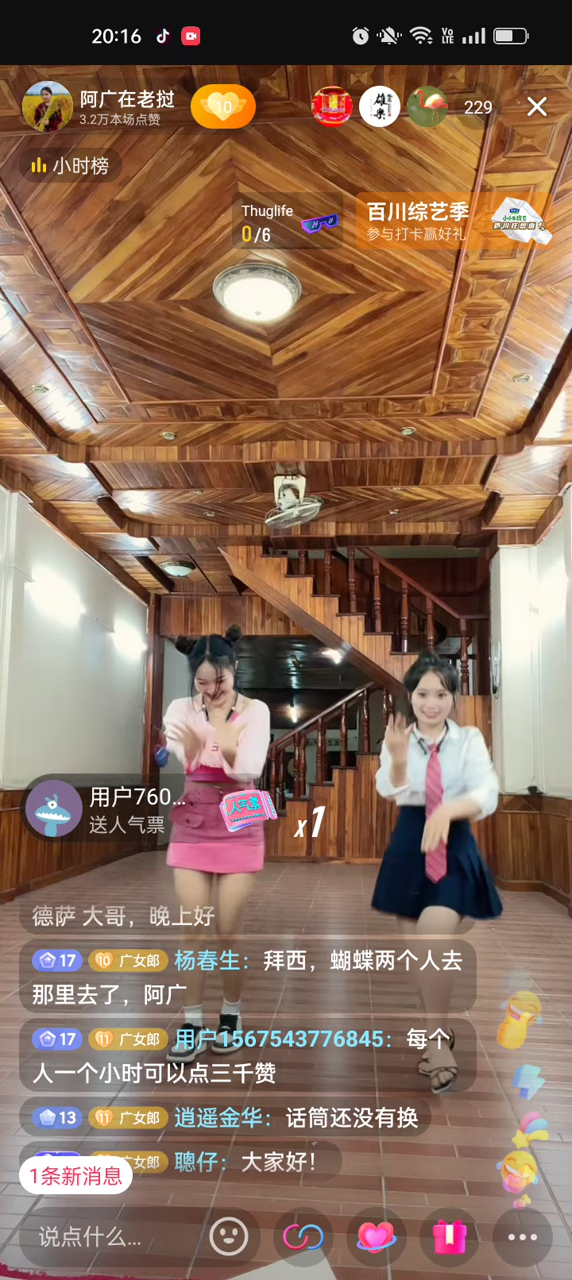 20:16
Vo LTE
阿广在老挝
3.2万本场点赞
10
229
小时榜
Thuglife
0/6
百川综艺季
参与打卡赢好礼
用户760...
送人气票
人气票
x1
德萨 大哥，晚上好
17 10 广女郎 杨春生：拜西，蝴蝶两个人去
那里去了，阿广
17 11 广女郎 用户1567543776845：每个
人一个小时可以点三千赞
13 11 广女郎 逍遥金华：话筒还没有换
女郎 聰仔：大家好！
1条新消息
说点什么...